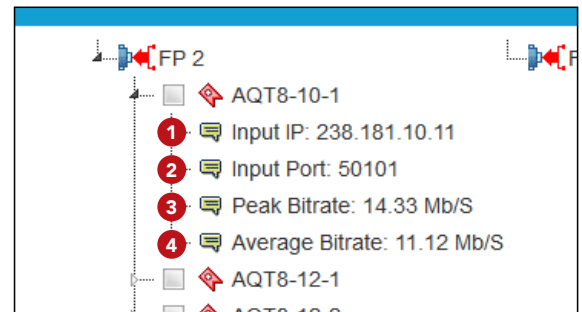 FP 2
AQT8-10-1
1 Input IP: 238.181.10.11
2 Input Port: 50101
3 Peak Bitrate: 14.33 Mb/S
4 Average Bitrate: 11.12 Mb/S
AQT8-12-1